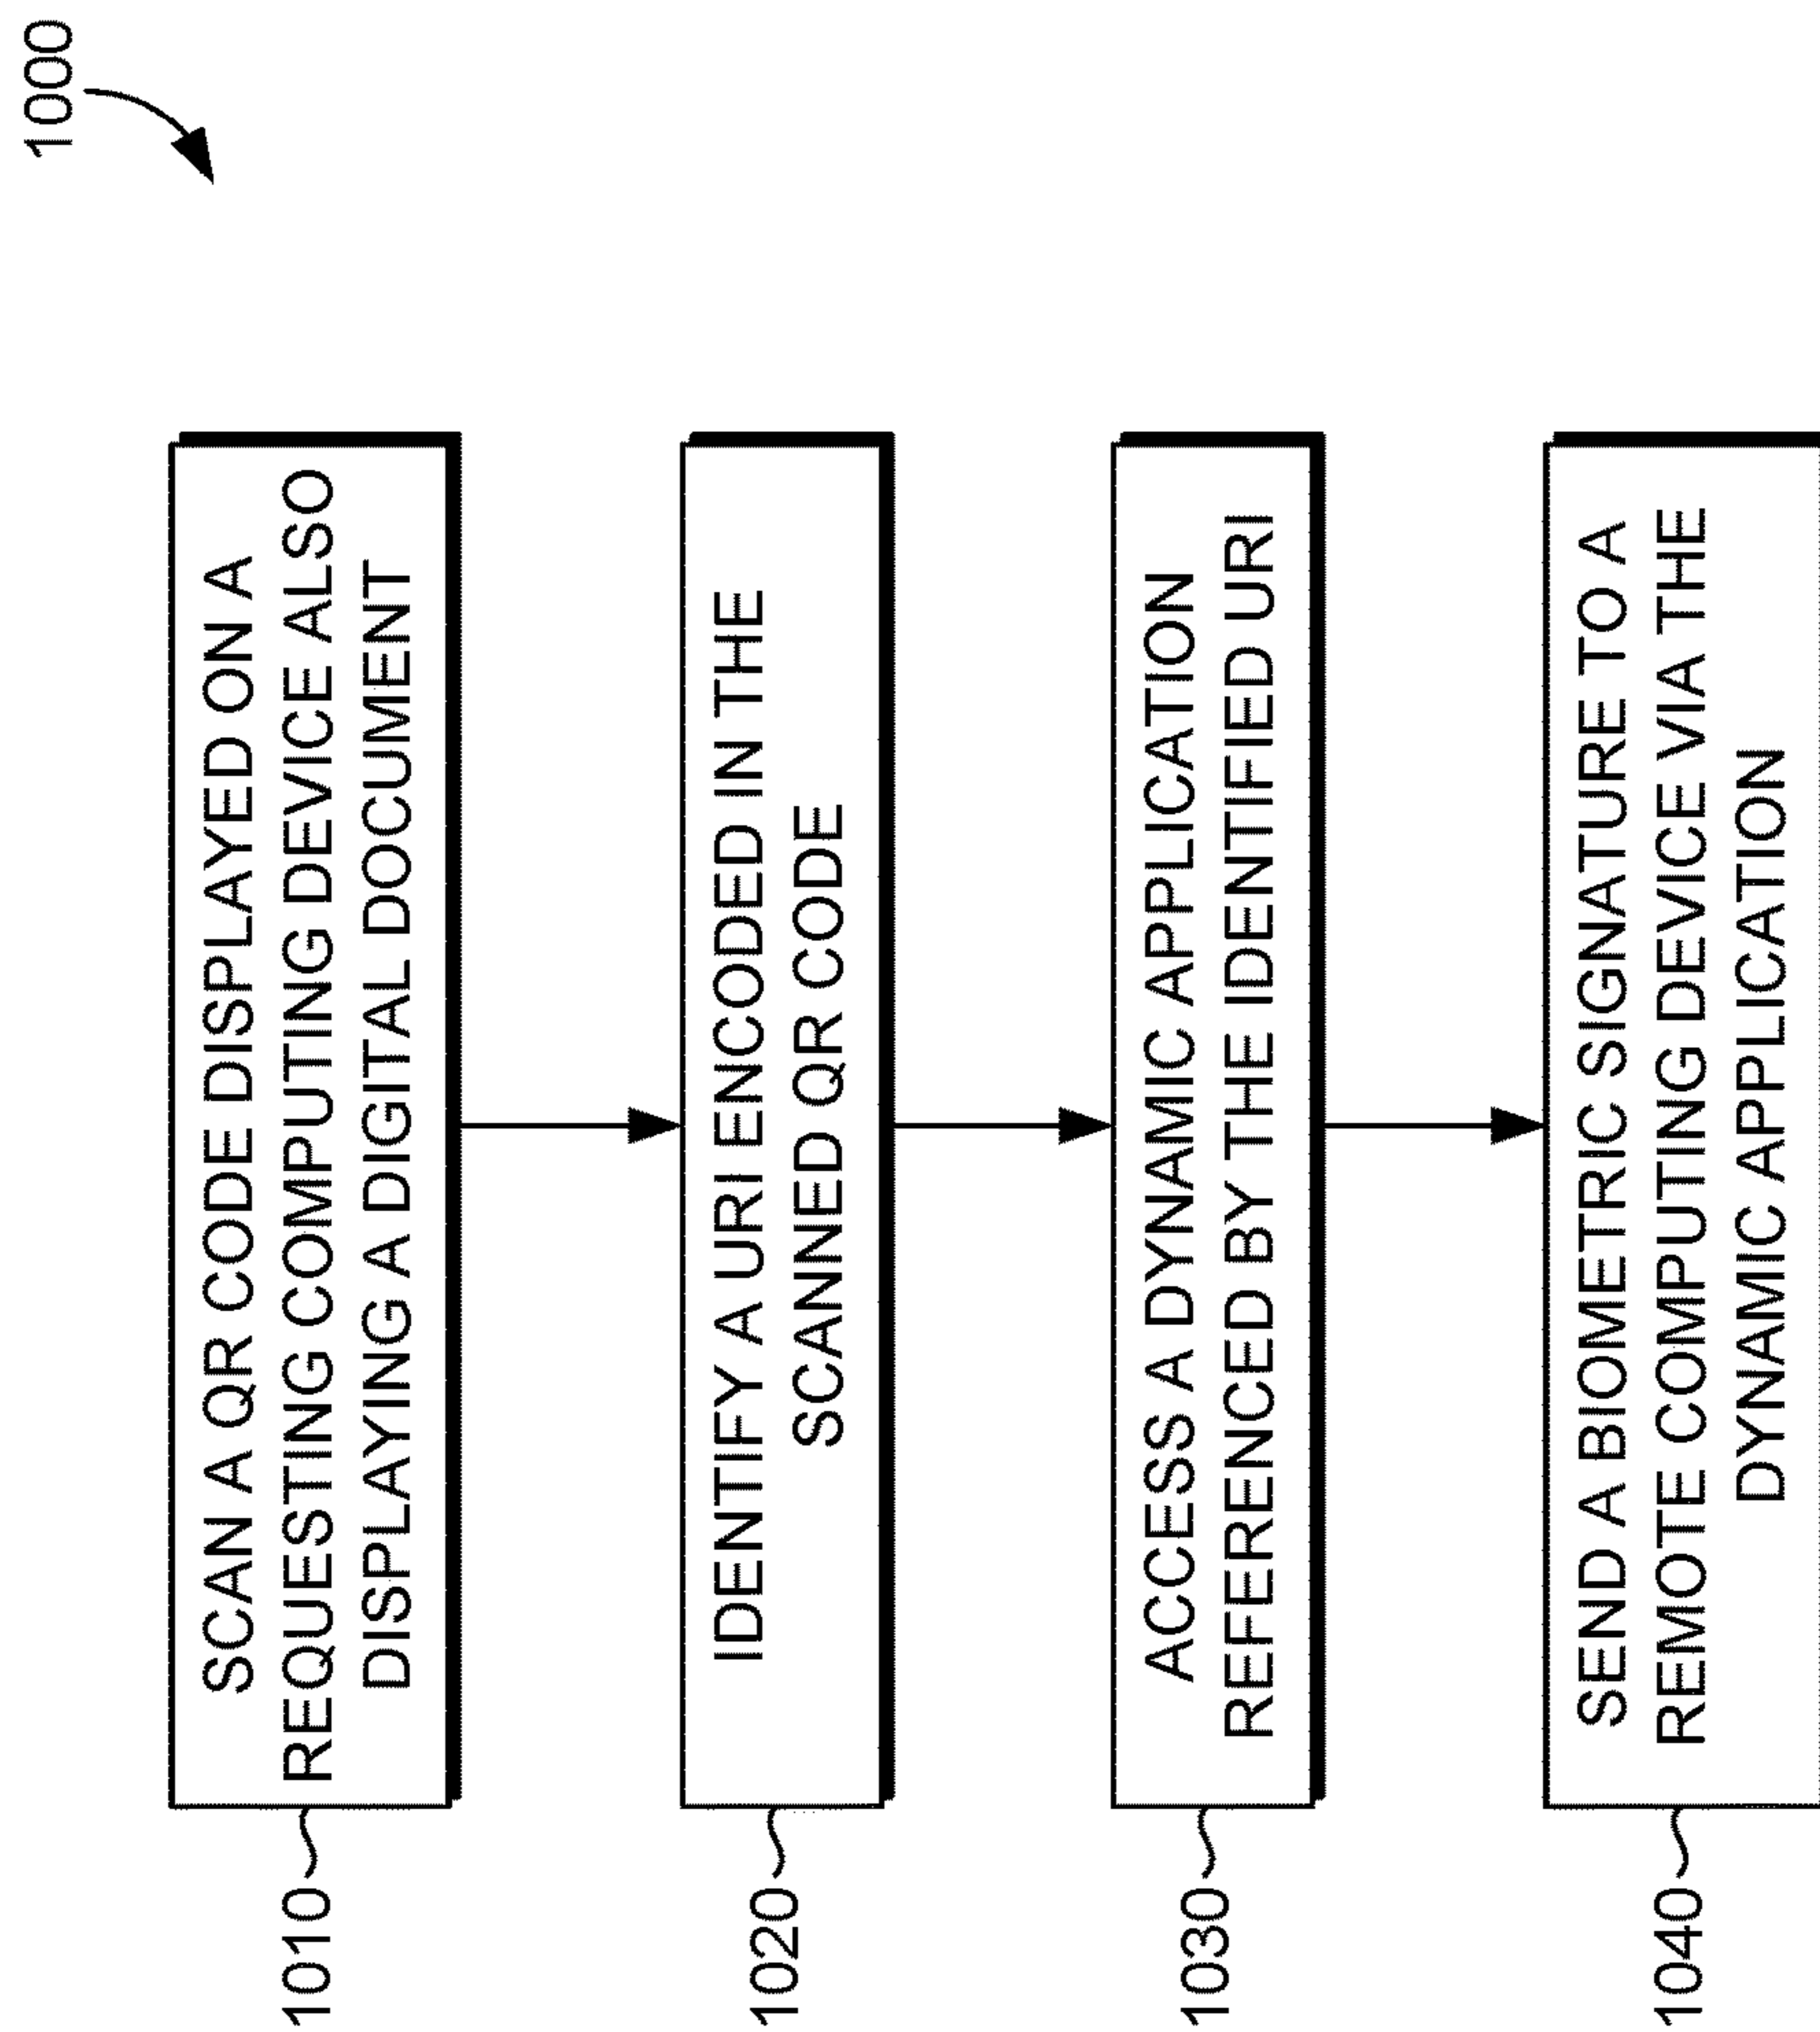 1000
1010
SCAN A QR CODE DISPLAYED ON A
REQUESTING COMPUTING DEVICE ALSO
DISPLAYING A DIGITAL DOCUMENT
1020
IDENTIFY A URI ENCODED IN THE
SCANNED QR CODE
1030
ACCESS A DYNAMIC APPLICATION
REFERENCED BY THE IDENTIFIED URI
1040
SEND A BIOMETRIC SIGNATURE TO A
REMOTE COMPUTING DEVICE VIA THE
DYNAMIC APPLICATION